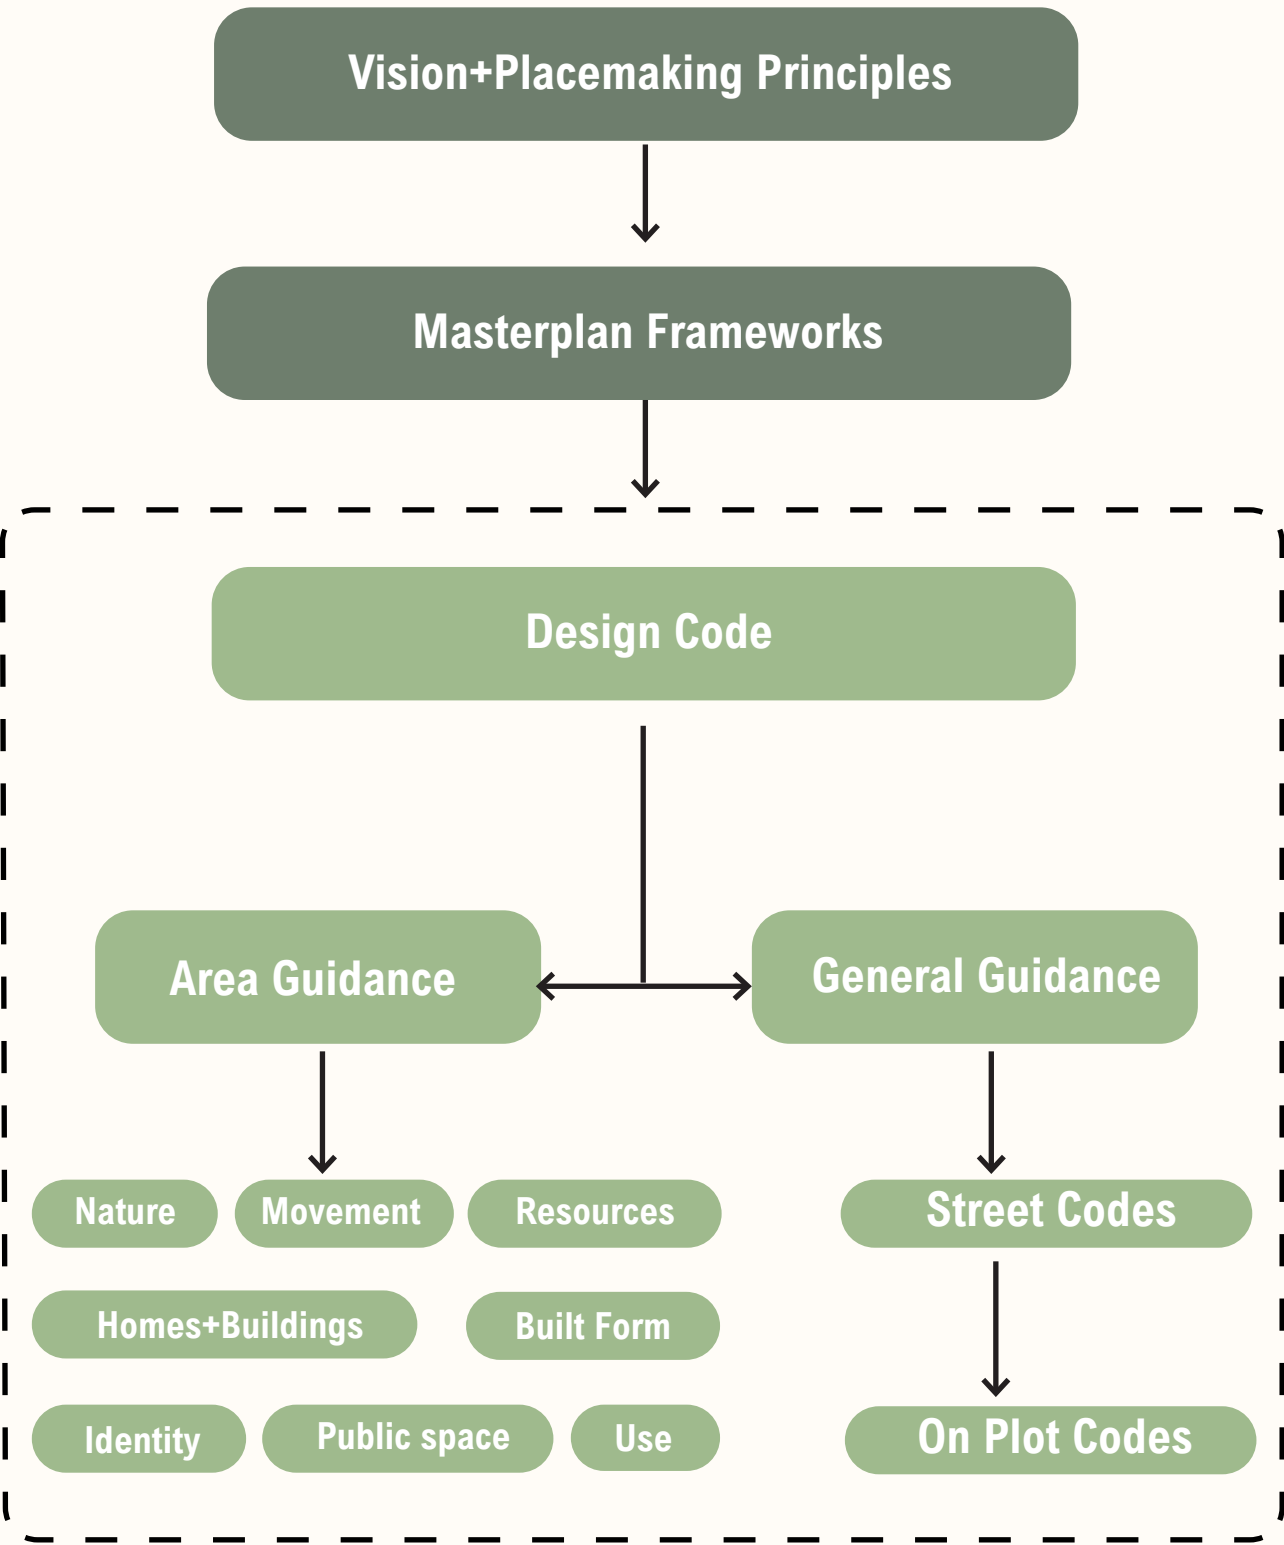 Vision+Placemaking Principles
Masterplan Frameworks
Design Code
Area Guidance
General Guidance
Nature
Movement
Resources
Street Codes
Homes+Buildings
Built Form
Identity
Public space
Use
On Plot Codes